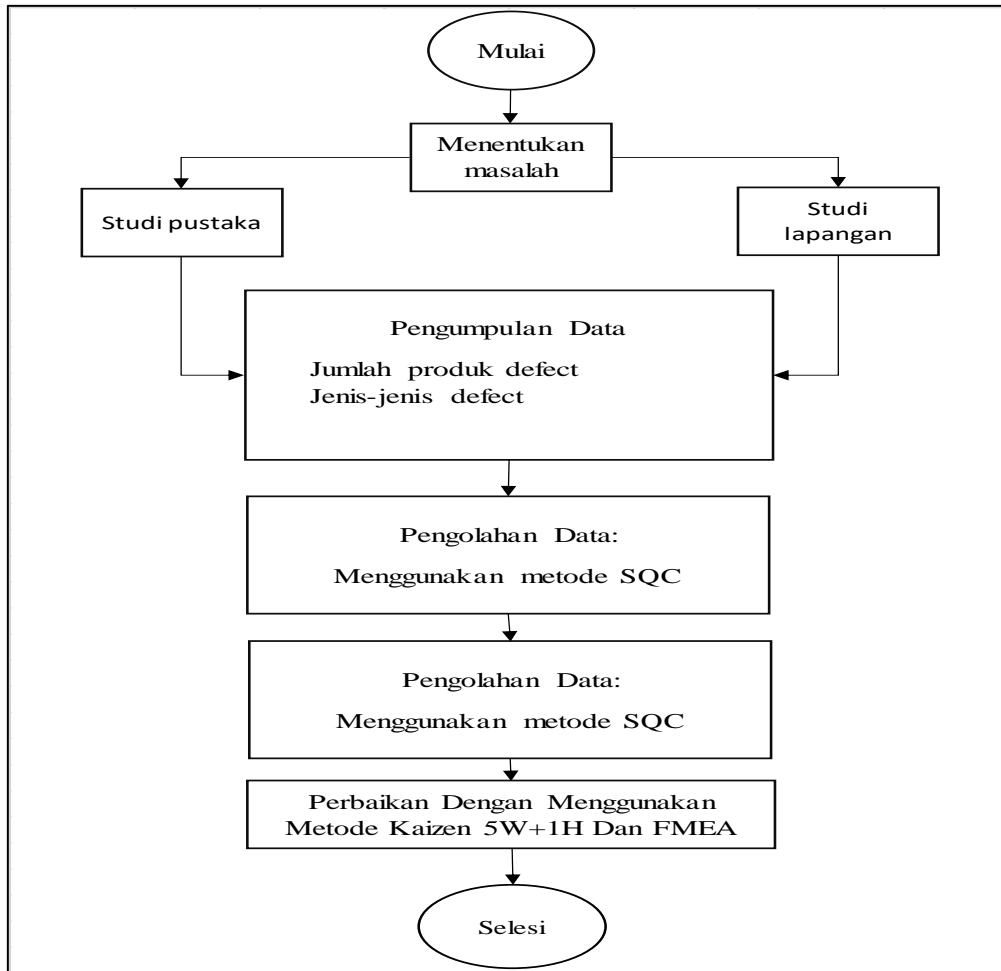 Mulai
Menentukan
masalah
Studi pustaka
Studi
lapangan
Pengumpulan Data
Jumlah produk defect
Jenis-jenis defect
Pengolahan Data:
Menggunakan metode SQC
Pengolahan Data:
Menggunakan metode SQC
Perbaikan Dengan Menggunakan
Metode Kaizen 5W+1H Dan FMEA
Selesi